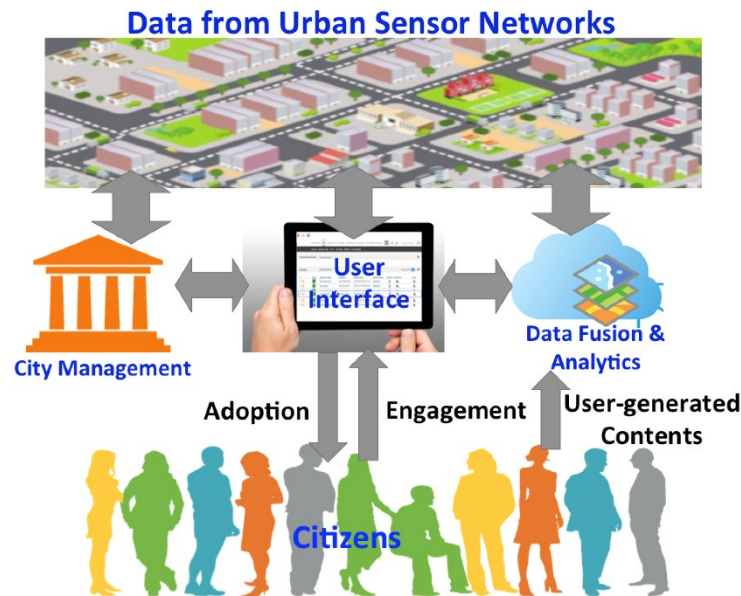 Data from Urban Sensor Networks
User
Interface
City Management
Data Fusion &
Analytics
Adoption
Engagement
User-generated
Contents
Citizens